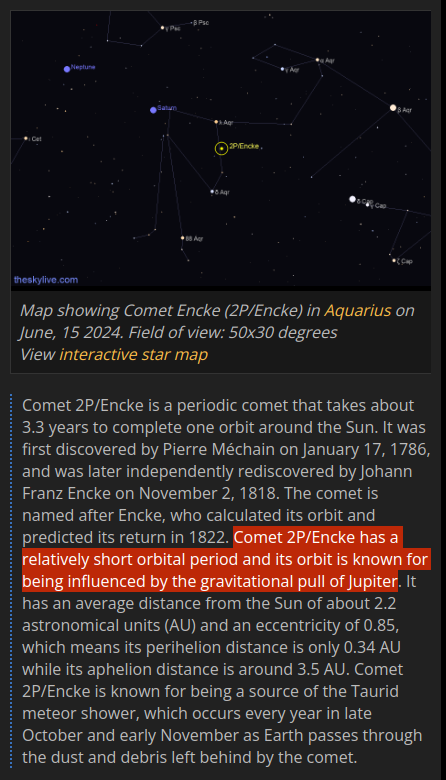 γ Psc
β Psc
Neptune
α Aqr
γ Aqr
Saturn
β Aqr
λ Aqr
ι Cet
2P/Encke
δ Aqr
δ Cap
γ Cap
88 Aqr
ζ Cap
theskylive.com
Map showing Comet Encke (2P/Encke) in Aquarius on
June, 15 2024. Field of view: 50x30 degrees
View interactive star map
Comet 2P/Encke is a periodic comet that takes about
3.3 years to complete one orbit around the Sun. It was
first discovered by Pierre Méchain on January 17, 1786,
and was later independently rediscovered by Johann
Franz Encke on November 2, 1818. The comet is
named after Encke, who calculated its orbit and
predicted its return in 1822. Comet 2P/Encke has a
relatively short orbital period and its orbit is known for
being influenced by the gravitational pull of Jupiter. It
has an average distance from the Sun of about 2.2
astronomical units (AU) and an eccentricity of 0.85,
which means its perihelion distance is only 0.34 AU
while its aphelion distance is around 3.5 AU. Comet
2P/Encke is known for being a source of the Taurid
meteor shower, which occurs every year in late
October and early November as Earth passes through
the dust and debris left behind by the comet.